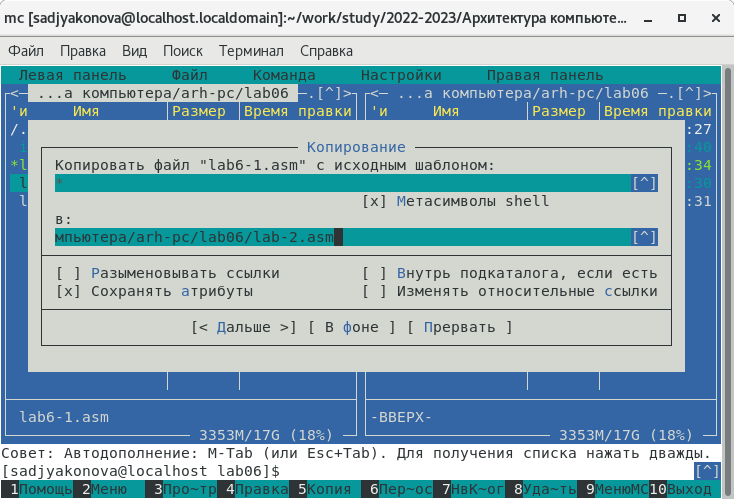 mc [sadjyakonova@localhost.localdomain]:~/work/study/2022-2023/Архитектура компьюте...
Файл Правка Вид Поиск Терминал Справка
Левая панель Файл Команда Настройки Правая панель
<— ...а компьютера/arh-pc/lab06 —.[^]> <— ...а компьютера/arh-pc/lab06 —.[^]>
'и Имя Размер Время правки 'и Имя Размер Время правки
/. :27
:40
*l :34
l :30
l :31
Копирование
Копировать файл "lab6-1.asm" с исходным шаблоном:
* [^]
[x] Метасимволы shell
в:
мпьютера/arh-pc/lab06/lab-2.asm [^]
[ ] Разыменовывать ссылки [ ] Внутрь подкаталога, если есть
[x] Сохранять атрибуты [ ] Изменять относительные ссылки
[< Дальше >] [ В фоне ] [ Прервать ]
lab6-1.asm -ВВЕРХ-
3353M/17G (18%) 3353M/17G (18%)
Совет: Автодополнение: M-Tab (или Esc+Tab). Для получения списка нажать дважды.
[sadjyakonova@localhost lab06]$ [^]
1Помощь 2Меню 3Про~тр 4Правка 5Копия 6Пер~ос 7НвК~ог 8Уда~ть 9МенюМС 10Выход